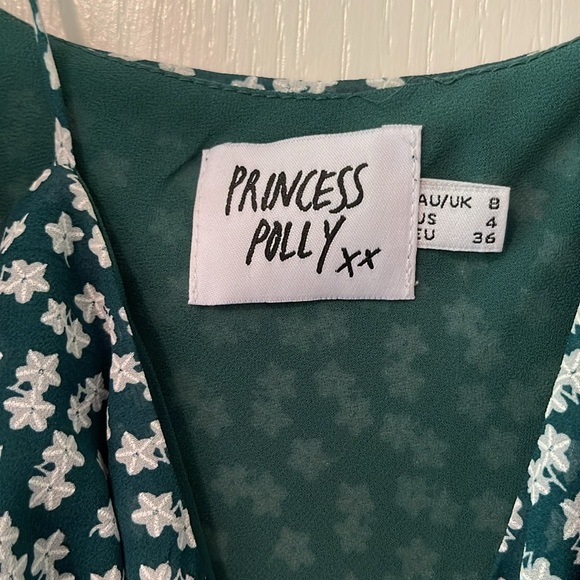 PRINCESS
POLLY xx
AU/UK 8
US 4
EU 36